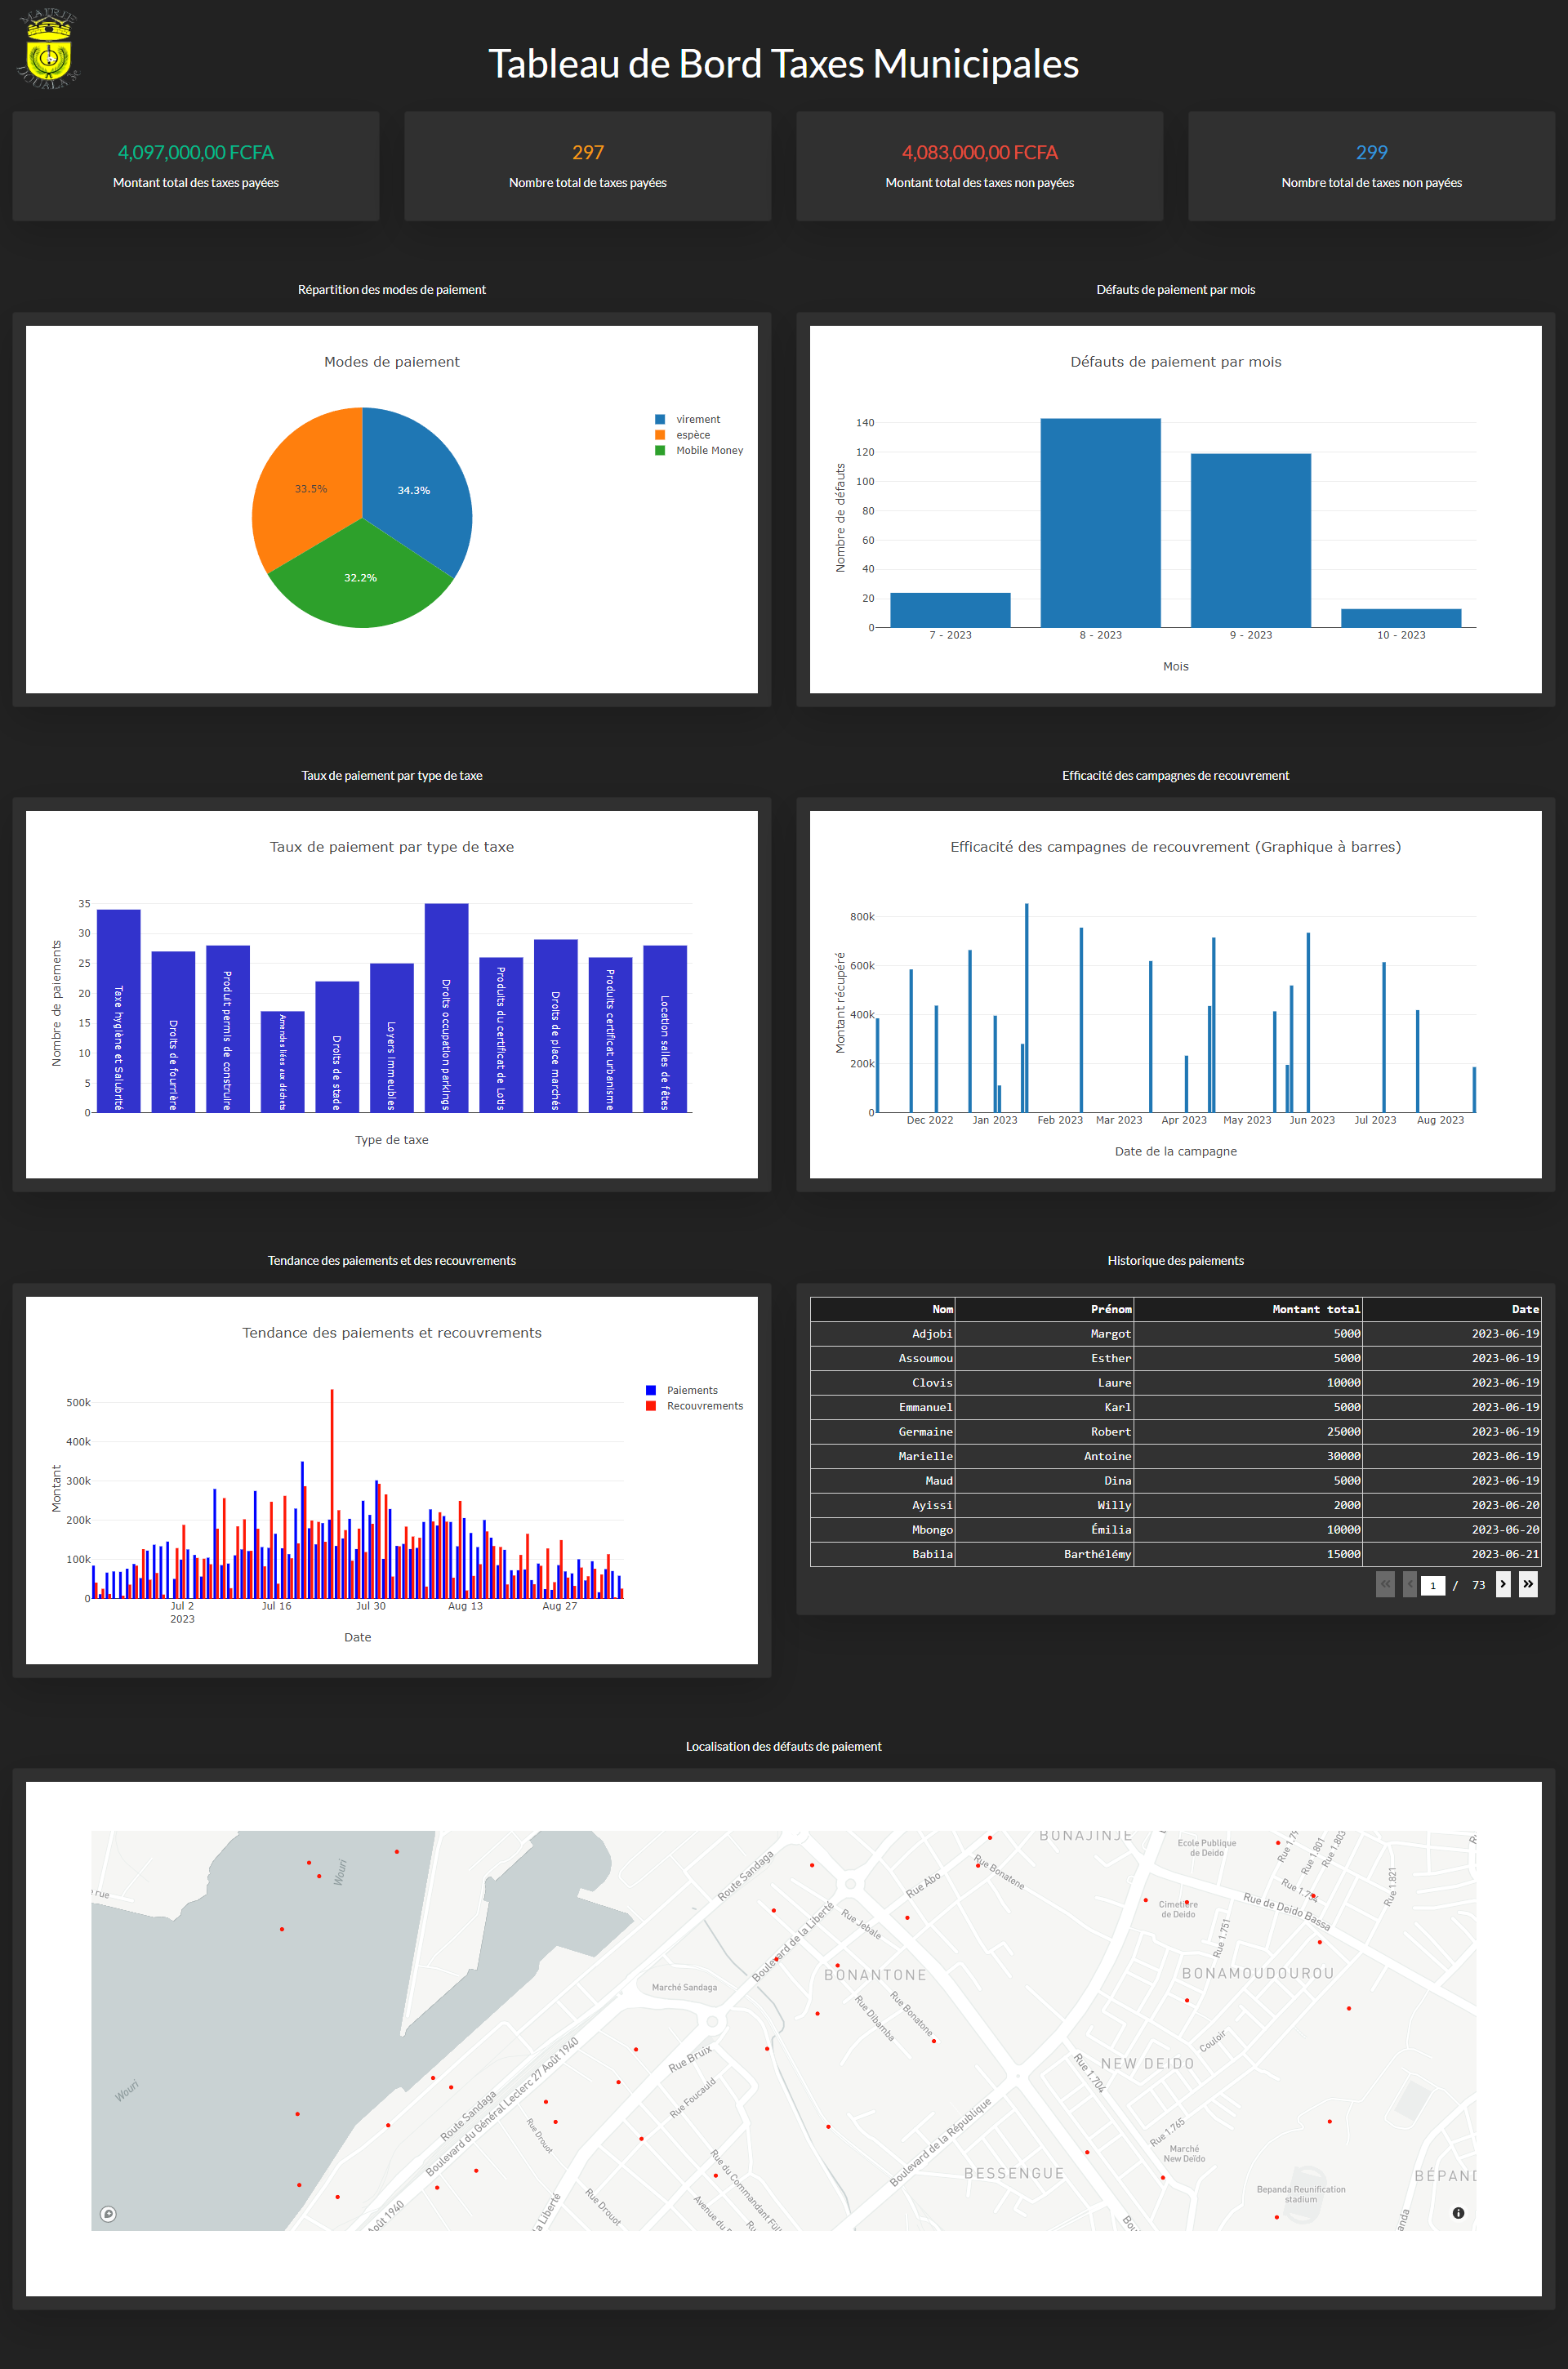 MAIRIE
DOUALA 3e
Tableau de Bord Taxes Municipales
4,097,000,00 FCFA
Montant total des taxes payées
297
Nombre total de taxes payées
4,083,000,00 FCFA
Montant total des taxes non payées
299
Nombre total de taxes non payées
Répartition des modes de paiement
Modes de paiement
virement
espèce
Mobile Money
33.5%
34.3%
32.2%
Défauts de paiement par mois
Défauts de paiement par mois
Nombre de défauts
140
120
100
80
60
40
20
0
7 - 2023
8 - 2023
9 - 2023
10 - 2023
Mois
Taux de paiement par type de taxe
Taux de paiement par type de taxe
Nombre de paiements
35
30
25
20
15
10
5
0
Taxe hygiène et Salubrité
Droits de fourrière
Produit permis de construire
Amendes liées aux déchets
Droits de stade
Loyers immeubles
Droits occupation parkings
Produits du certificat de Lotis
Droits de place marchés
Produits certificat urbanisme
Location salles de fêtes
Type de taxe
Efficacité des campagnes de recouvrement
Efficacité des campagnes de recouvrement (Graphique à barres)
Montant récupéré
800k
600k
400k
200k
0
Dec 2022
Jan 2023
Feb 2023
Mar 2023
Apr 2023
May 2023
Jun 2023
Jul 2023
Aug 2023
Date de la campagne
Tendance des paiements et des recouvrements
Tendance des paiements et recouvrements
Paiements
Recouvrements
Montant
500k
400k
300k
200k
100k
0
Jul 2
2023
Jul 16
Jul 30
Aug 13
Aug 27
Date
Historique des paiements
Nom Prénom Montant total Date
Adjobi Margot 5000 2023-06-19
Assoumou Esther 5000 2023-06-19
Clovis Laure 10000 2023-06-19
Emmanuel Karl 5000 2023-06-19
Germaine Robert 25000 2023-06-19
Marielle Antoine 30000 2023-06-19
Maud Dina 5000 2023-06-19
Ayissi Willy 2000 2023-06-20
Mbongo Émilia 10000 2023-06-20
Babila Barthélémy 15000 2023-06-21
1 / 73
Localisation des défauts de paiement
BONAJINJE
Ecole Publique
de Deido
Rue 1.801
Rue 1.803
Rue 1.821
n rue
Wouri
Route Sandaga
Rue Abo
Rue Bonatene
Cimetière
de Deido
Rue de Deido Bassa
Rue 1.751
Boulevard de la Liberté
Rue Jebale
BONANTONE
BONAMOUDOUROU
Marché Sandaga
Rue Dibamba
Rue Bonatone
Couloir
NEW DEIDO
Rue 1.704
Rue Bruix
Wouri
Route Sandaga
Boulevard du Général Leclerc 27 Août 1940
Rue Foucauld
Rue Drouot
Boulevard de la République
Rue 1.765
Marché
New Deïdo
BESSENGUE
Rue du Commandant Ful
Bepanda Reunification
stadium
BÉPAND
Rue Drouot
Avenue du
Août 1940
la Liberté
anda